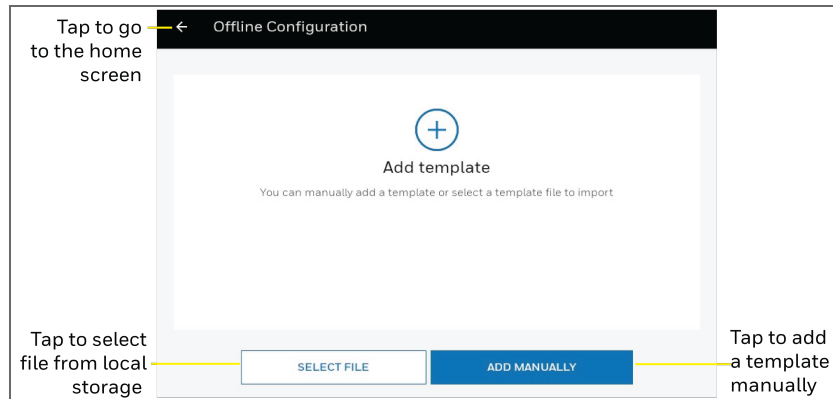 Tap to go
to the home
screen
Offline Configuration
Add template
You can manually add a template or select a template file to import
Tap to select
file from local
storage
SELECT FILE
ADD MANUALLY
Tap to add
a template
manually